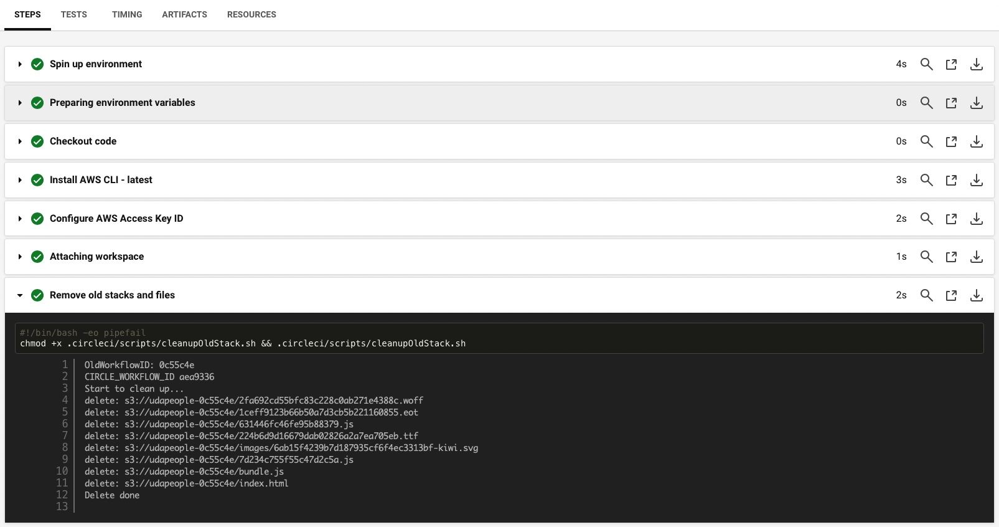 STEPS TESTS TIMING ARTIFACTS RESOURCES
Spin up environment 4s
Preparing environment variables 0s
Checkout code 0s
Install AWS CLI - latest 3s
Configure AWS Access Key ID 2s
Attaching workspace 1s
Remove old stacks and files 2s
#!/bin/bash -eo pipefail
chmod +x .circleci/scripts/cleanupOldStack.sh && .circleci/scripts/cleanupOldStack.sh
1 OldWorkflowID: 0c55c4e
2 CIRCLE_WORKFLOW_ID aea9336
3 Start to clean up...
4 delete: s3://udapeople-0c55c4e/2fa692cd55bfc83c228c0ab271e4388c.woff
5 delete: s3://udapeople-0c55c4e/1ceff9123b66b50a7d3cb5b221160855.eot
6 delete: s3://udapeople-0c55c4e/631446fc46fe95b88379.js
7 delete: s3://udapeople-0c55c4e/224b6d9d16679dab02826a2a7ea705eb.ttf
8 delete: s3://udapeople-0c55c4e/images/6ab15f4239b7d187935cf6f4ec3313bf-kiwi.svg
9 delete: s3://udapeople-0c55c4e/7d234c755f55c47d2c5a.js
10 delete: s3://udapeople-0c55c4e/bundle.js
11 delete: s3://udapeople-0c55c4e/index.html
12 Delete done
13